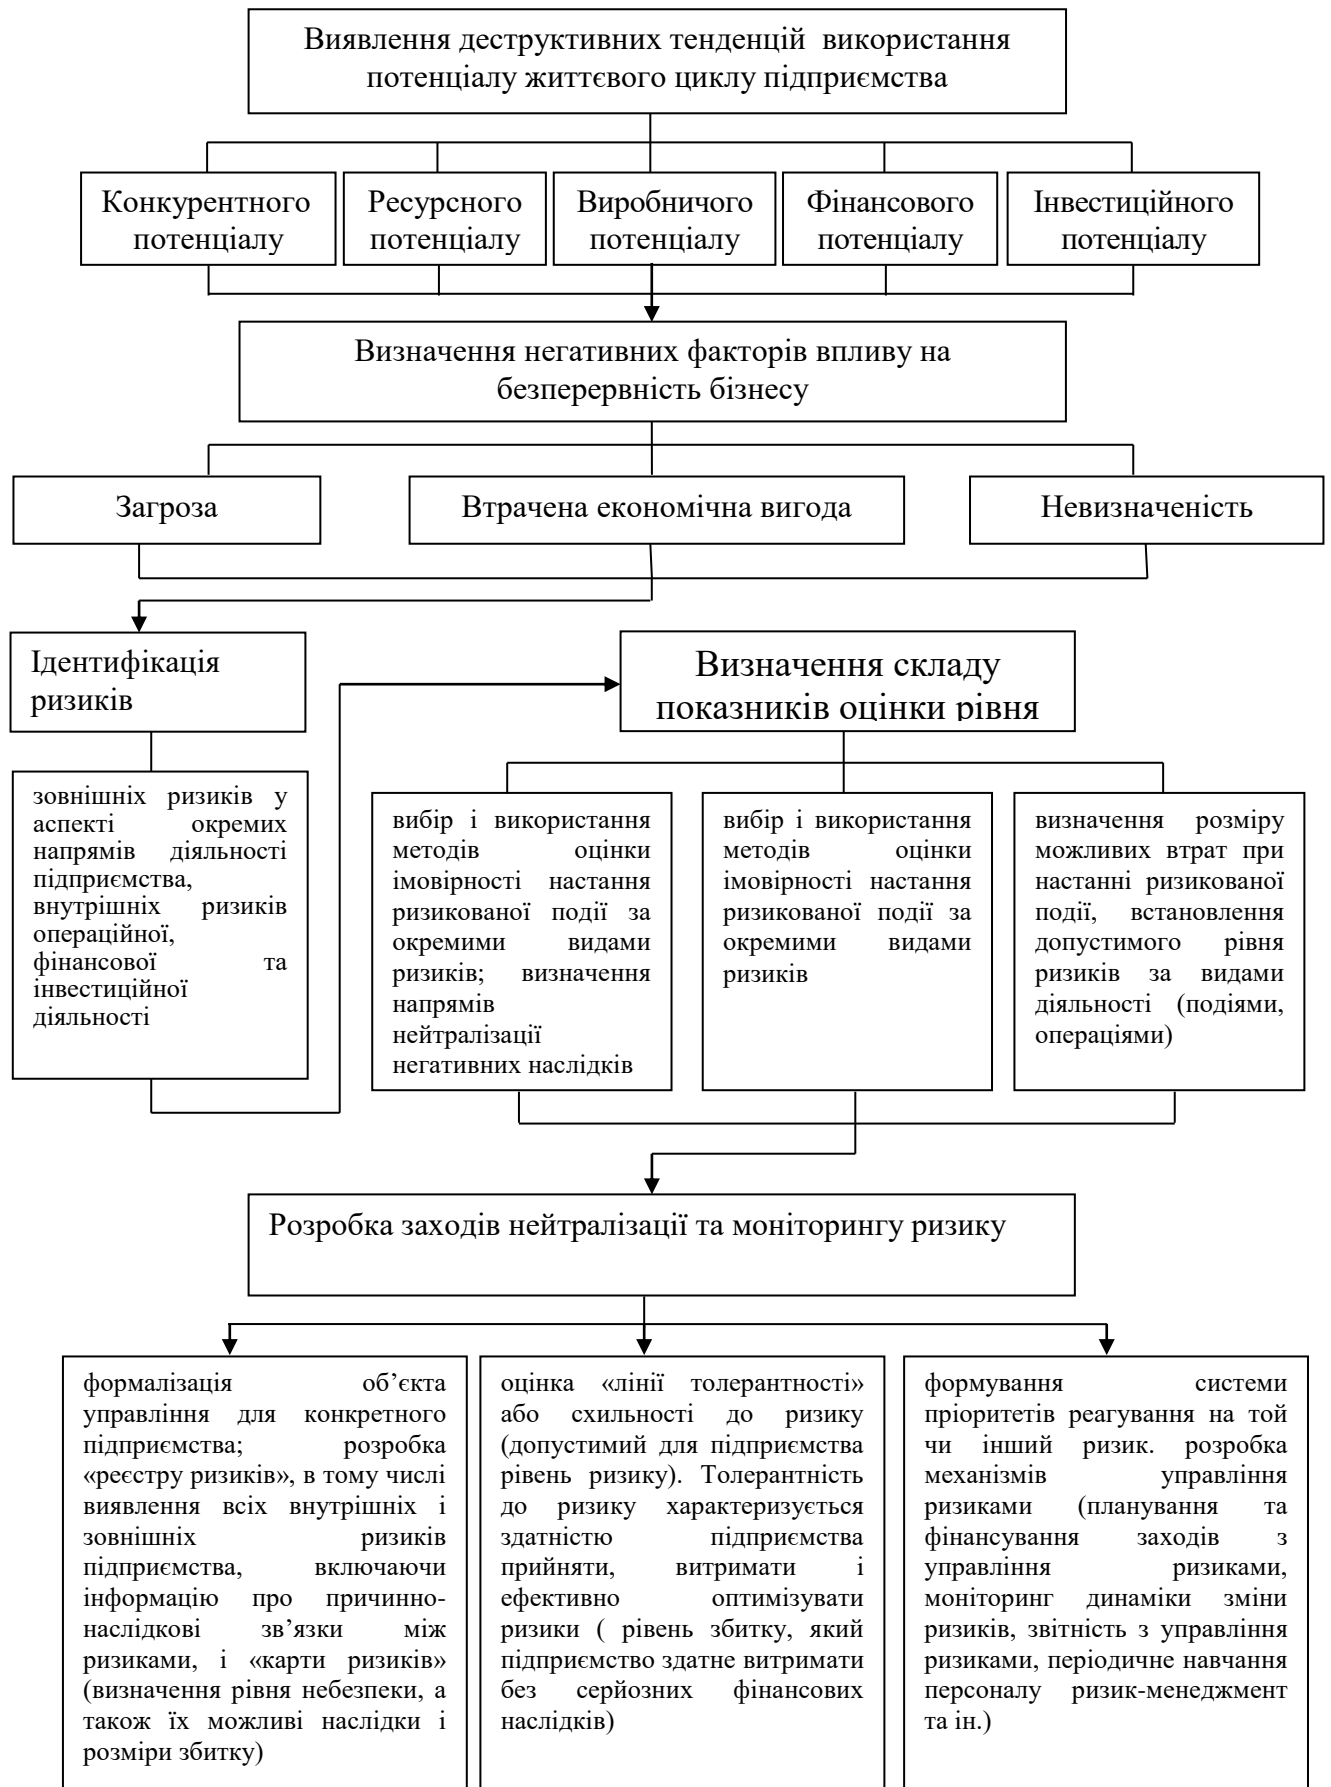 Виявлення деструктивних тенденцій використання
потенціалу життєвого циклу підприємства
Конкурентного
потенціалу
Ресурсного
потенціалу
Виробничого
потенціалу
Фінансового
потенціалу
Інвестиційного
потенціалу
Визначення негативних факторів впливу на
безперервність бізнесу
Загроза
Втрачена економічна вигода
Невизначеність
Ідентифікація
ризиків
Визначення складу
показників оцінки рівня
зовнішніх ризиків у
аспекті окремих
напрямів діяльності
підприємства,
внутрішніх ризиків
операційної,
фінансової та
інвестиційної
діяльності
вибір і використання
методів оцінки
імовірності настання
ризикованої події за
окремими видами
ризиків; визначення
напрямів
нейтралізації
негативних наслідків
вибір і використання
методів оцінки
імовірності настання
ризикованої події за
окремими видами
ризиків
визначення розміру
можливих втрат при
настанні ризикованої
події, встановлення
допустимого рівня
ризиків за видами
діяльності (подіями,
операціями)
Розробка заходів нейтралізації та моніторингу ризику
формалізація об’єкта
управління для конкретного
підприємства; розробка
«реєстру ризиків», в тому числі
виявлення всіх внутрішніх і
зовнішніх ризиків
підприємства, включаючи
інформацію про причинно-
наслідкові зв’язки між
ризиками, і «карти ризиків»
(визначення рівня небезпеки, а
також їх можливі наслідки і
розміри збитку)
оцінка «лінії толерантності»
або схильності до ризику
(допустимий для підприємства
рівень ризику). Толерантність
до ризику характеризується
здатністю підприємства
прийняти, витримати і
ефективно оптимізувати
ризики ( рівень збитку, який
підприємство здатне витримати
без серйозних фінансових
наслідків)
формування системи
пріоритетів реагування на той
чи інший ризик. розробка
механізмів управління
ризиками (планування та
фінансування заходів з
управління ризиками,
моніторинг динаміки зміни
ризиків, звітність з управління
ризиками, періодичне навчання
персоналу ризик-менеджмент
та ін.)